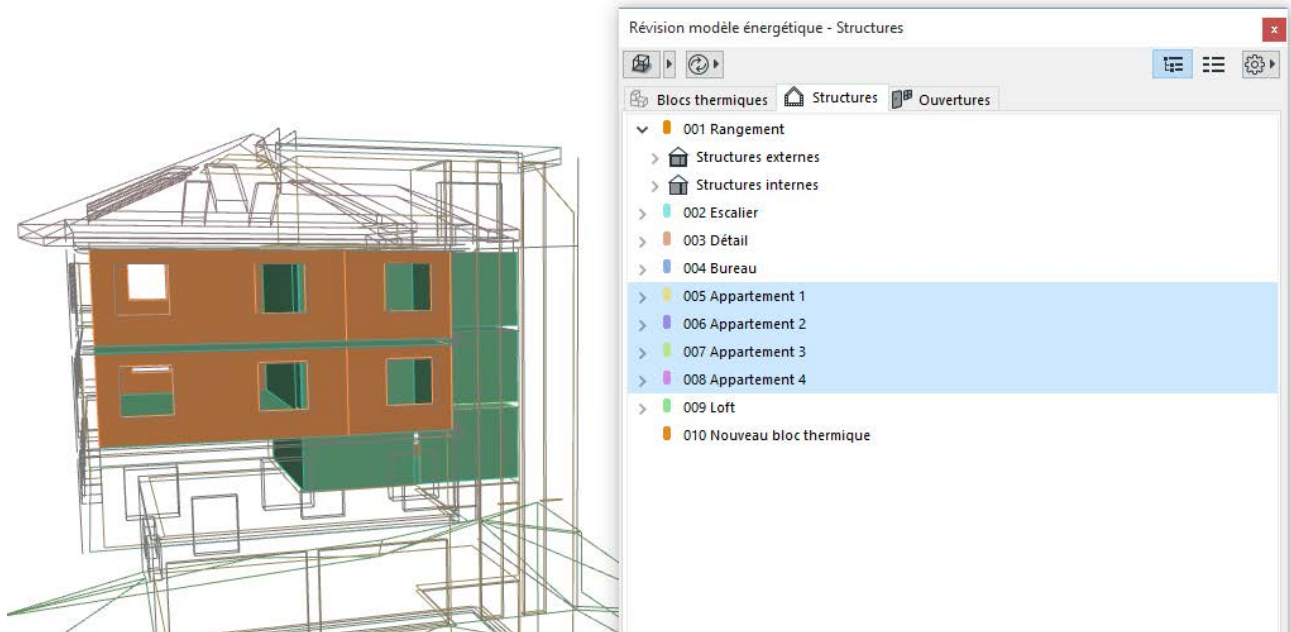 Révision modèle énergétique - Structures
x
Blocs thermiques Structures Ouvertures
001 Rangement
Structures externes
Structures internes
002 Escalier
003 Détail
004 Bureau
005 Appartement 1
006 Appartement 2
007 Appartement 3
008 Appartement 4
009 Loft
010 Nouveau bloc thermique